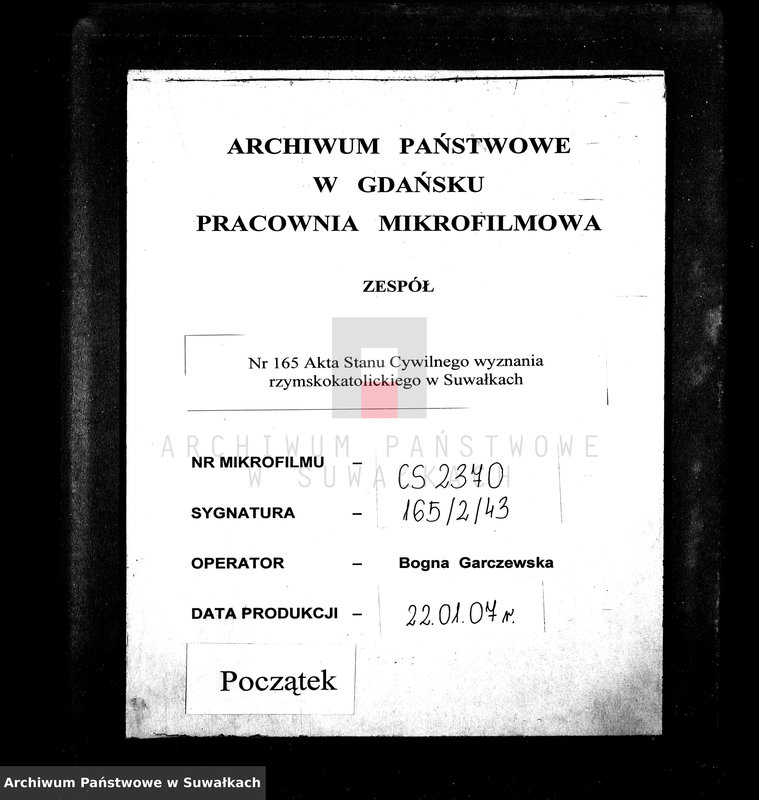 ARCHIWUM PAŃSTWOWE
W GDAŃSKU
PRACOWNIA MIKROFILMOWA
ZESPÓŁ
Nr 165 Akta Stanu Cywilnego wyznania
rzymskokatolickiego w Suwałkach
ARCHIWUM PAŃSTWOWE
W SUWAŁKACH
NR MIKROFILMU – CS 2370
SYGNATURA – 165/2/43
OPERATOR – Bogna Garczewska
DATA PRODUKCJI – 22.01.07 r.
Początek
Archiwum Państwowe w Suwałkach